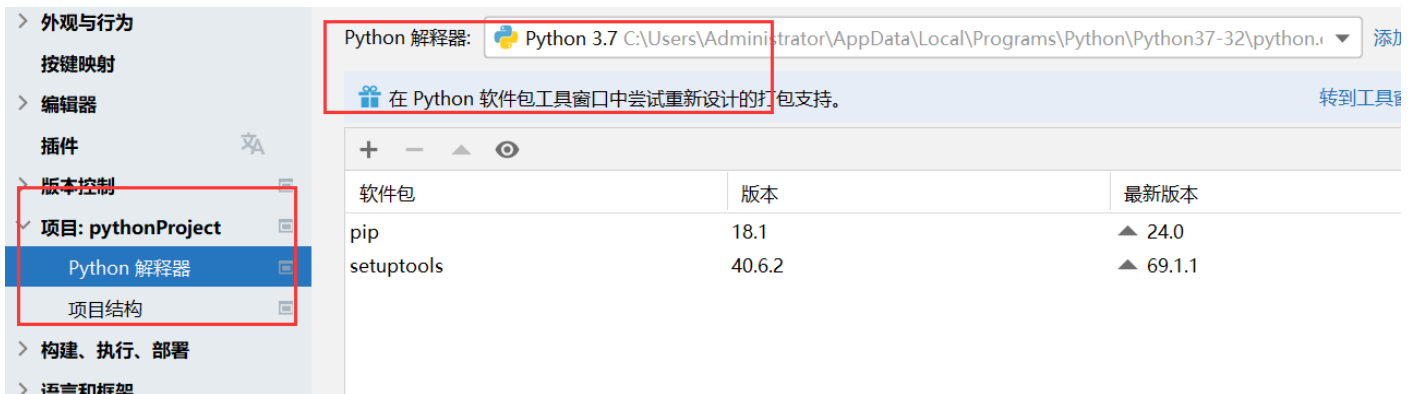 外观与行为
按键映射
编辑器
插件
版本控制
项目: pythonProject
Python 解释器
项目结构
构建、执行、部署
语言和框架
Python 解释器: Python 3.7 C:\Users\Administrator\AppData\Local\Programs\Python\Python37-32\python.e 添加
在 Python 软件包工具窗口中尝试重新设计的打包支持。 转到工具窗
软件包 版本 最新版本
pip 18.1 24.0
setuptools 40.6.2 69.1.1